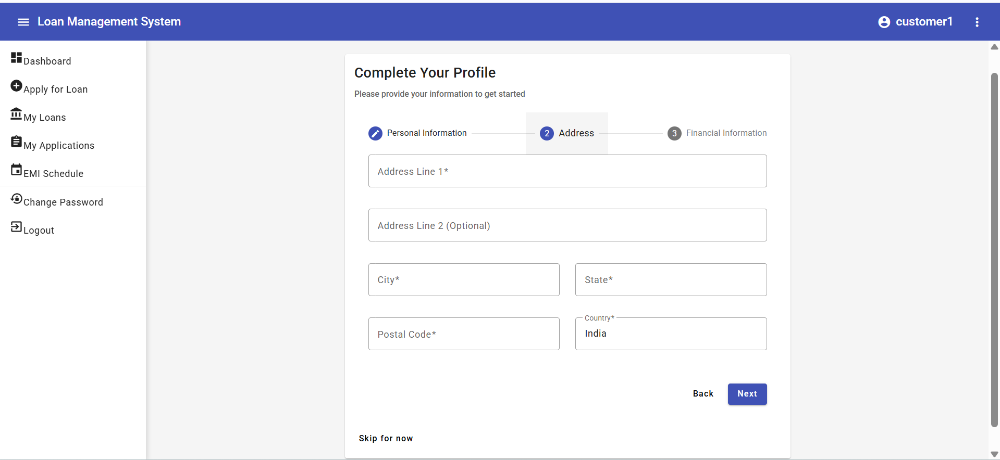 Loan Management System
customer1
Dashboard
Apply for Loan
My Loans
My Applications
EMI Schedule
Change Password
Logout
Complete Your Profile
Please provide your information to get started
Personal Information
2 Address
3 Financial Information
Address Line 1*
Address Line 2 (Optional)
City*
State*
Postal Code*
Country*
India
Back
Next
Skip for now